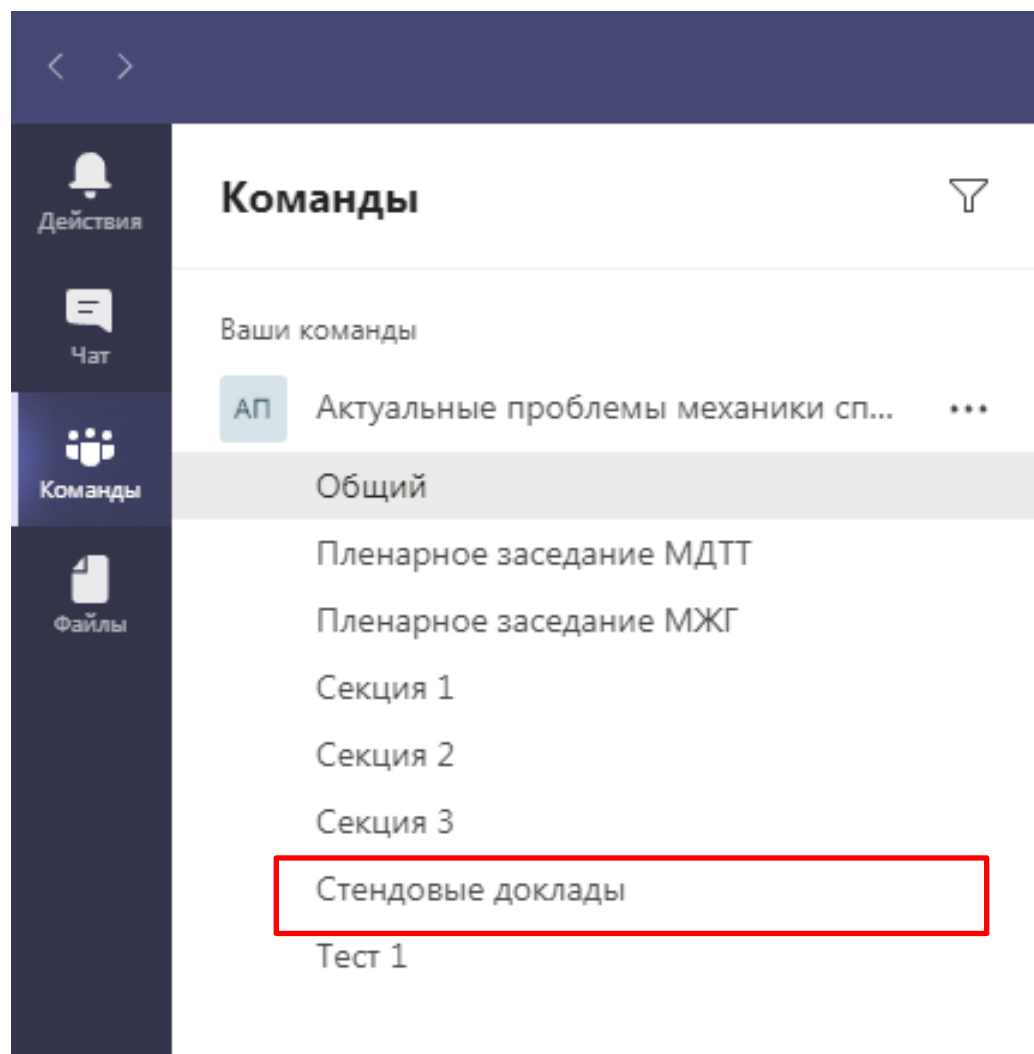 Действия
Чат
Команды
Файлы
Команды
Ваши команды
АП Актуальные проблемы механики сп... ...
Общий
Пленарное заседание МДТТ
Пленарное заседание МЖГ
Секция 1
Секция 2
Секция 3
Стендовые доклады
Тест 1